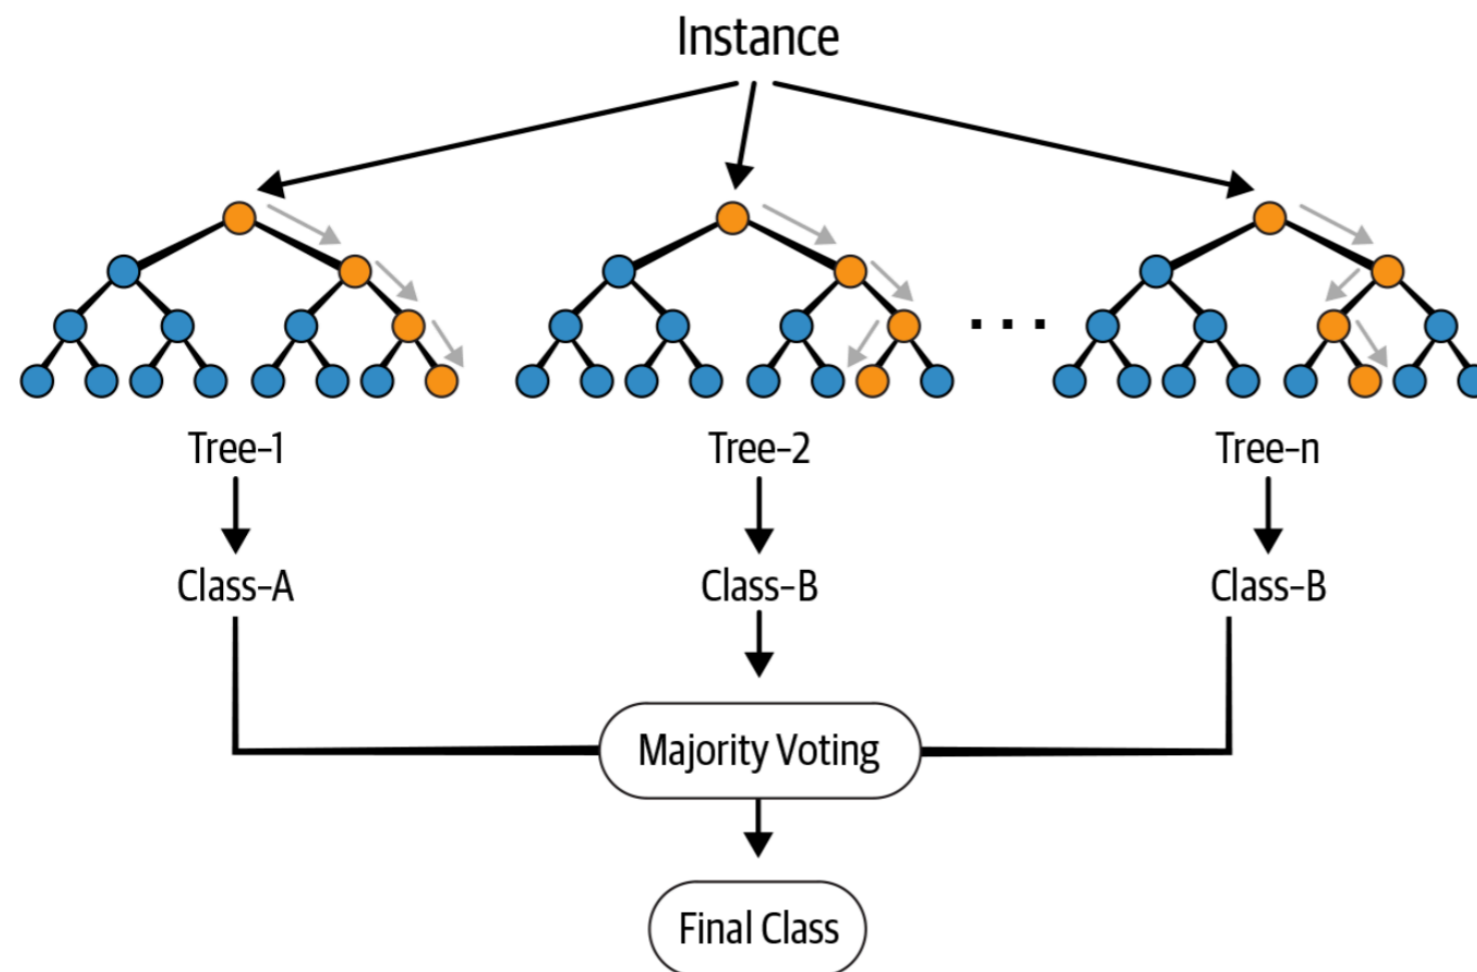 Instance
...
Tree-1
Tree-2
Tree-n
Class-A
Class-B
Class-B
Majority Voting
Final Class